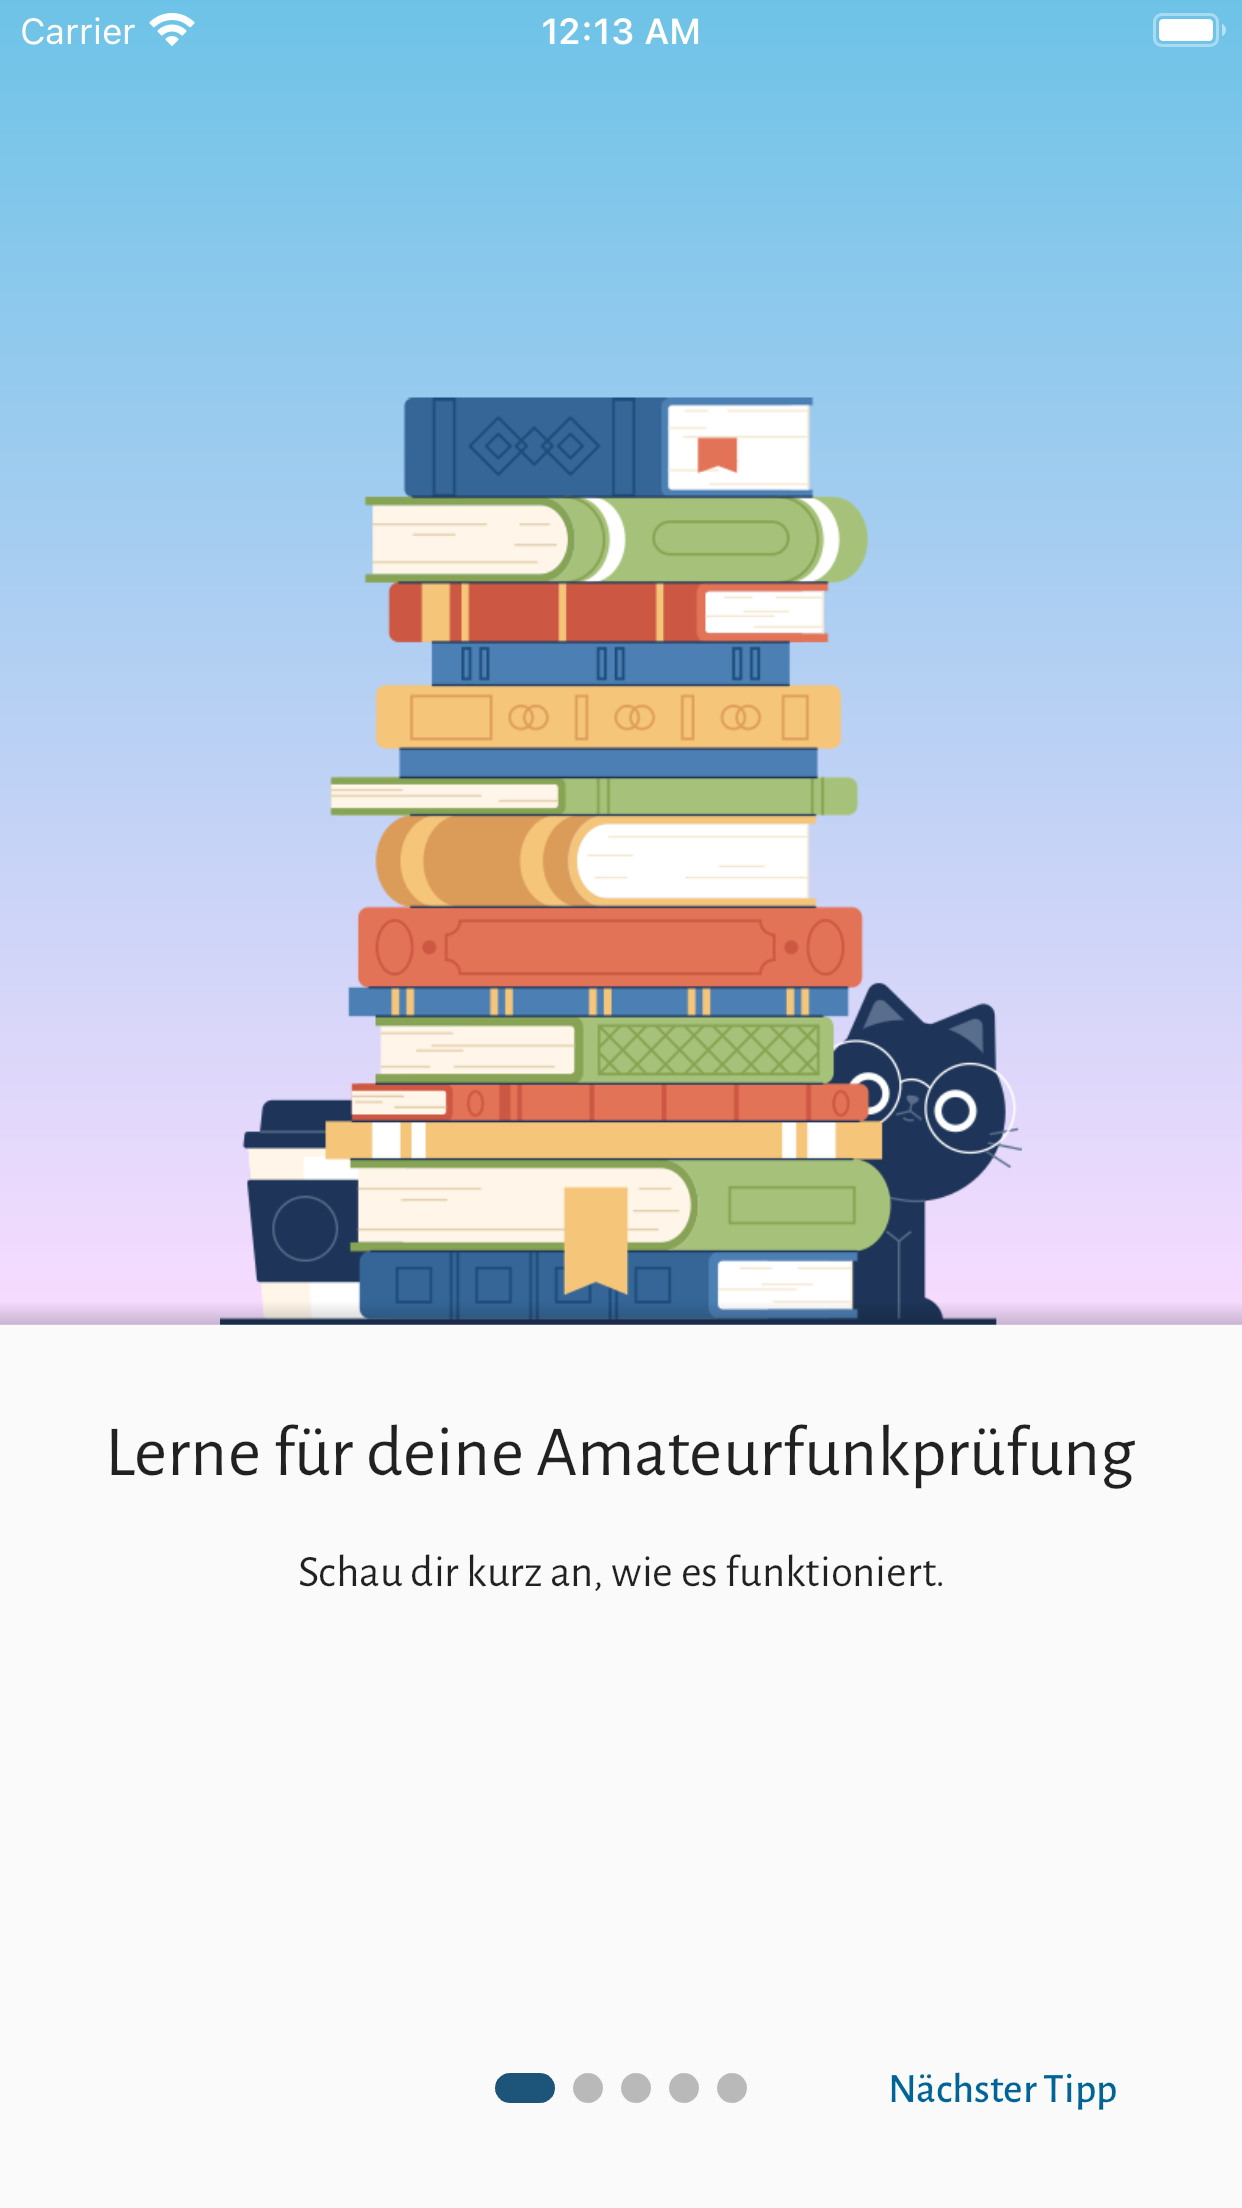 Carrier
12:13 AM
Lerne für deine Amateurfunkprüfung
Schau dir kurz an, wie es funktioniert.
Nächster Tipp